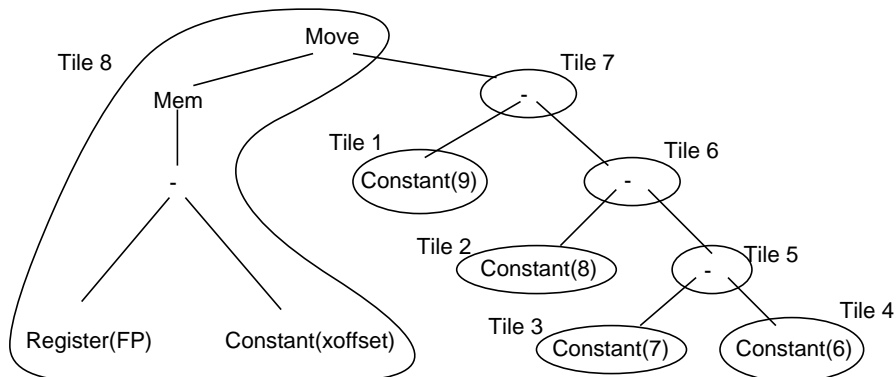 Move
Tile 8
Tile 7
Mem
-
Tile 1
Tile 6
Constant(9)
-
-
Tile 2
Tile 5
Constant(8)
-
Tile 4
Tile 3
Register(FP)
Constant(xoffset)
Constant(7)
Constant(6)